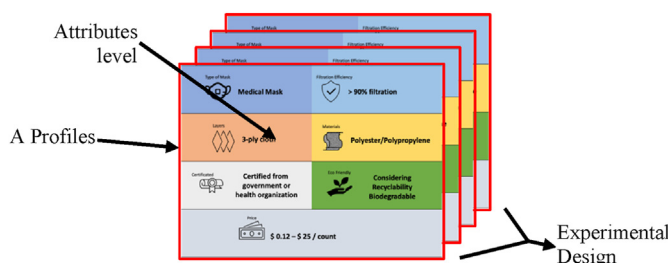 Attributes
level
A Profiles
Experimental
Design
Type of Mask
Filtration Efficiency
Type of Mask
Filtration Efficiency
Type of Mask
Filtration Efficiency
Type of Mask
Medical Mask
Filtration Efficiency
> 90% filtration
Layers
3-ply cloth
Materials
Polyester/Polypropylene
Certificated
Certified from
government or
health organization
Eco Friendly
Considering
Recyclability
Biodegradable
Price
$ 0.12 – $ 25 / count